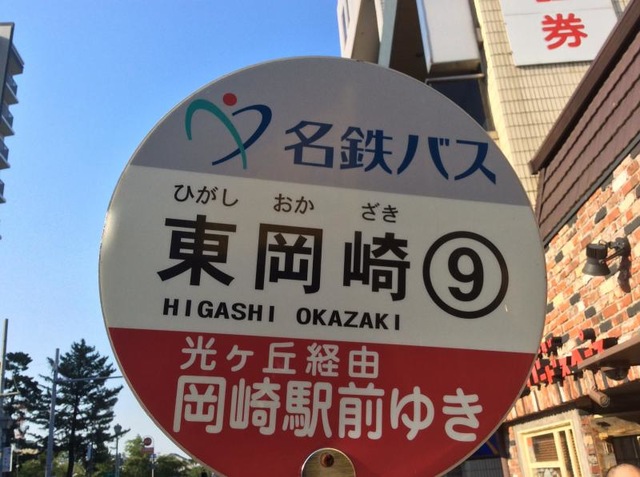 券
名鉄バス
ひがし おか ざき
東岡崎⑨
HIGASHI OKAZAKI
光ヶ丘経由
岡崎駅前ゆき